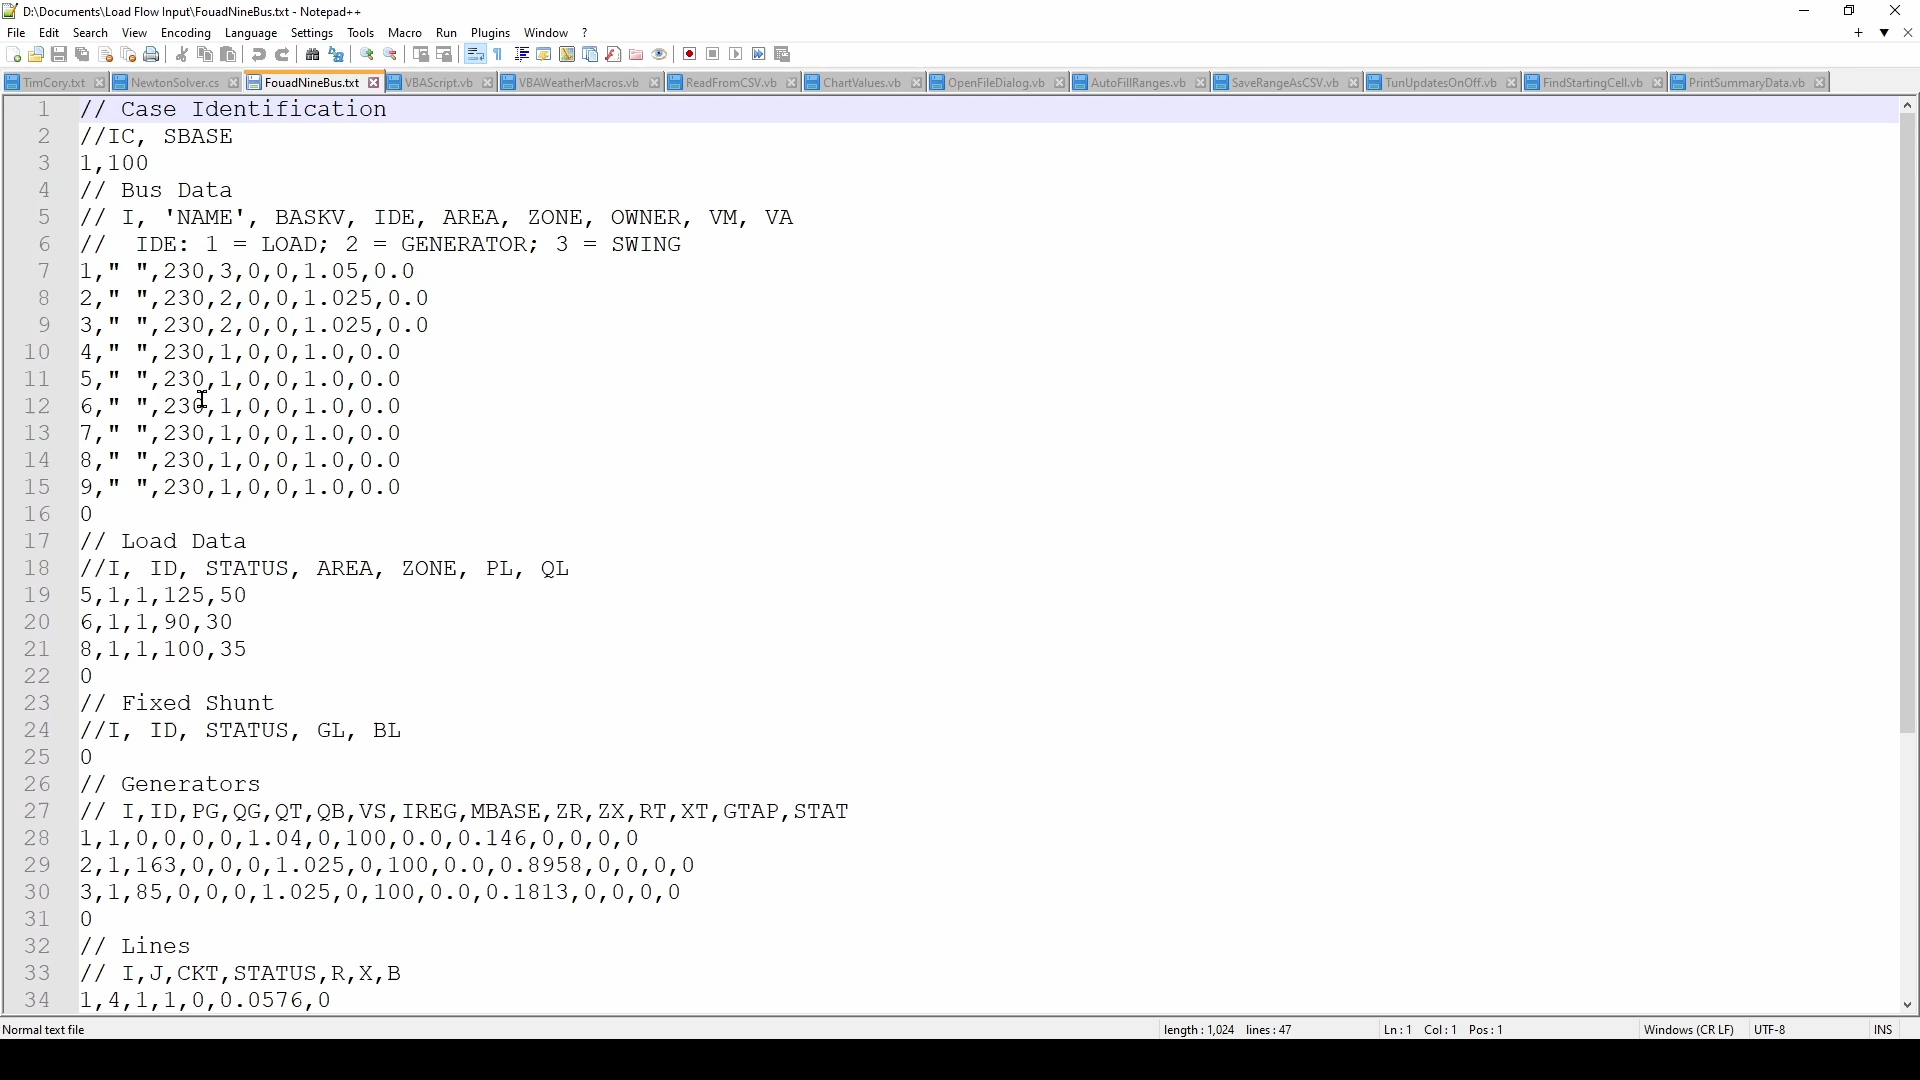 D:\Documents\Load Flow Input\FouadNineBus.txt - Notepad++
File Edit Search View Encoding Language Settings Tools Macro Run Plugins Window ?
TimCory.txt NewtonSolver.cs FouadNineBus.txt VBAScript.vb VBAWeatherMacros.vb ReadFromCSV.vb ChartValues.vb OpenFileDialog.vb AutoFillRanges.vb SaveRangeAsCSV.vb TunUpdatesOnOff.vb FindStartingCell.vb PrintSummaryData.vb
1 // Case Identification
2 //IC, SBASE
3 1,100
4 // Bus Data
5 // I, 'NAME', BASKV, IDE, AREA, ZONE, OWNER, VM, VA
6 //  IDE: 1 = LOAD; 2 = GENERATOR; 3 = SWING
7 1," ",230,3,0,0,1.05,0.0
8 2," ",230,2,0,0,1.025,0.0
9 3," ",230,2,0,0,1.025,0.0
10 4," ",230,1,0,0,1.0,0.0
11 5," ",230,1,0,0,1.0,0.0
12 6," ",230,1,0,0,1.0,0.0
13 7," ",230,1,0,0,1.0,0.0
14 8," ",230,1,0,0,1.0,0.0
15 9," ",230,1,0,0,1.0,0.0
16 0
17 // Load Data
18 //I, ID, STATUS, AREA, ZONE, PL, QL
19 5,1,1,125,50
20 6,1,1,90,30
21 8,1,1,100,35
22 0
23 // Fixed Shunt
24 //I, ID, STATUS, GL, BL
25 0
26 // Generators
27 // I,ID,PG,QG,QT,QB,VS,IREG,MBASE,ZR,ZX,RT,XT,GTAP,STAT
28 1,1,0,0,0,0,1.04,0,100,0.0,0.146,0,0,0,0
29 2,1,163,0,0,0,1.025,0,100,0.0,0.8958,0,0,0,0
30 3,1,85,0,0,0,1.025,0,100,0.0,0.1813,0,0,0,0
31 0
32 // Lines
33 // I,J,CKT,STATUS,R,X,B
34 1,4,1,1,0,0.0576,0
Normal text file length : 1,024 lines : 47 Ln : 1 Col : 1 Pos : 1 Windows (CR LF) UTF-8 INS